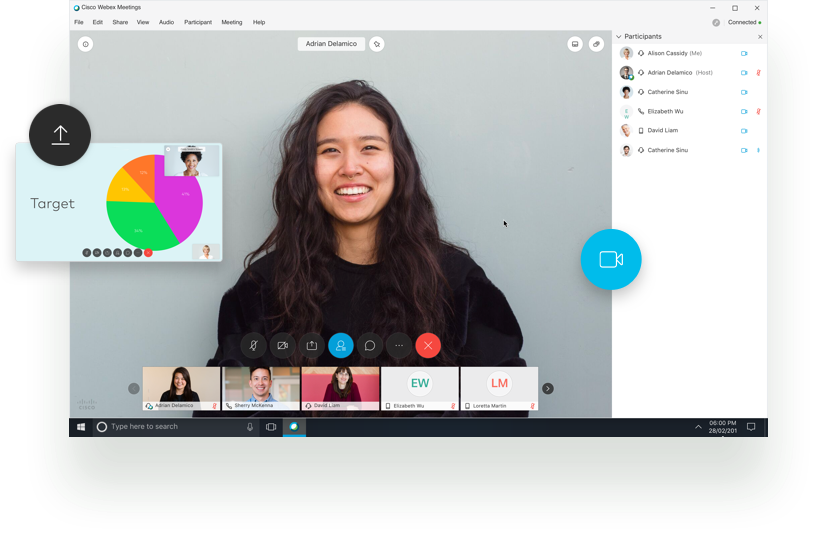 Cisco Webex Meetings
File Edit Share View Audio Participant Meeting Help
Connected
Adrian Delamico
Participants
Alison Cassidy (Me)
Adrian Delamico (Host)
Catherine Sinu
Elizabeth Wu
E
W
David Liam
Catherine Sinu
Target
EW
LM
Adrian Delamico
Sherry McKenna
David Liam
Elizabeth Wu
Loretta Martin
CISCO
Type here to search
06:00 PM
28/02/201